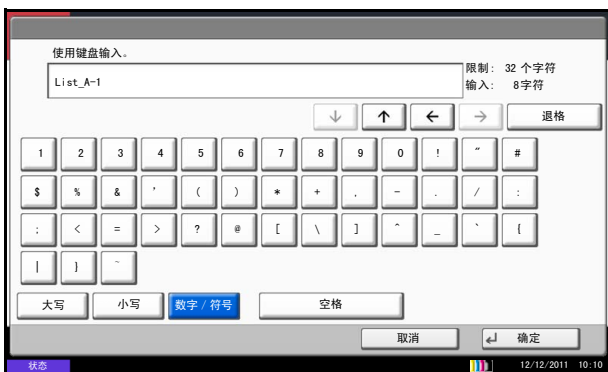 使用键盘输入。
List_A-1
限制: 32 个字符
输入: 8字符
↓ ↑ ← → 退格
1 2 3 4 5 6 7 8 9 0 ! ″ #
$ % & ' ( ) * + , - . / :
; < = > ? @ [ \ ] ^ _ ` {
| } ~
大写 小写 数字 / 符号 空格
取消 ↵ 确定
状态 12/12/2011 10:10